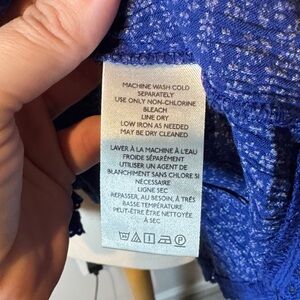 MACHINE WASH COLD
SEPARATELY
USE ONLY NON-CHLORINE
BLEACH
LINE DRY
LOW IRON AS NEEDED
MAY BE DRY CLEANED
LAVER À LA MACHINE À L'EAU
FROIDE SÉPARÉMENT
UTILISER UN AGENT DE
BLANCHIMENT SANS CHLORE SI
NÉCESSAIRE
LIGNE SEC
REPASSER, AU BESOIN, À TRÈS
BASSE TEMPÉRATURE
PEUT-ÊTRE ÊTRE NETTOYÉE
À SEC